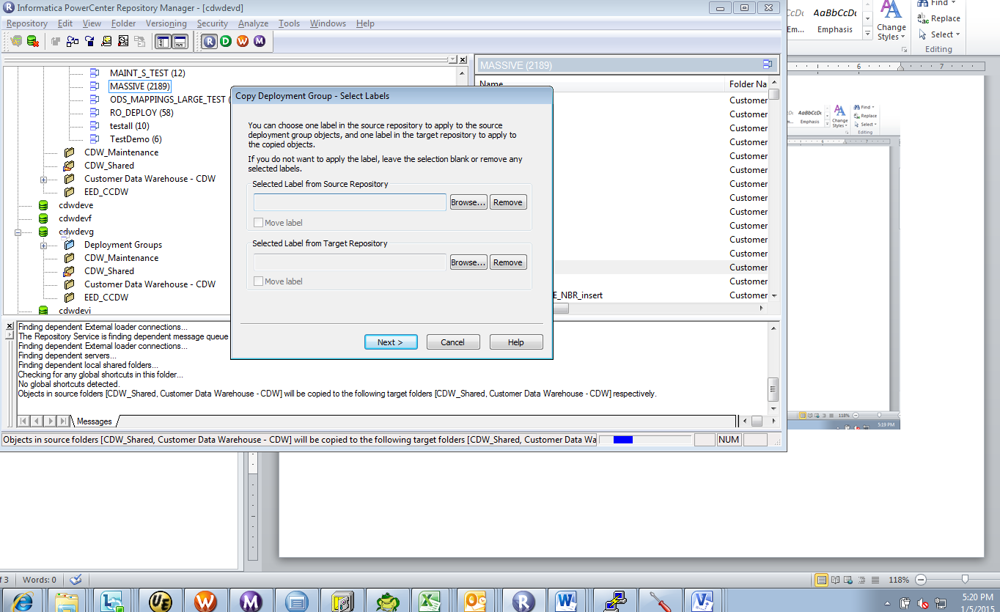 Informatica PowerCenter Repository Manager - [cdwdevd]
Repository Edit View Folder Versioning Security Analyze Tools Windows Help
R D W M
MAINT_S_TEST (12)
MASSIVE (2189)
ODS_MAPPINGS_LARGE_TEST (
RO_DEPLOY (58)
testall (10)
TestDemo (6)
CDW_Maintenance
CDW_Shared
Customer Data Warehouse - CDW
EED_CCDW
cdwdeve
cdwdevf
cdwdevg
Deployment Groups
CDW_Maintenance
CDW_Shared
Customer Data Warehouse - CDW
EED_CCDW
cdwdevi
MASSIVE (2189)
Name Folder Na
Customer
Customer
Customer
Customer
Customer
Customer
Customer
Customer
Customer
Customer
Customer
Customer
Customer
Customer
E_NBR_insert Customer
Copy Deployment Group - Select Labels
You can choose one label in the source repository to apply to the source
deployment group objects, and one label in the target repository to apply to
the copied objects.
If you do not want to apply the label, leave the selection blank or remove any
selected labels.
Selected Label from Source Repository
Browse... Remove
Move label
Selected Label from Target Repository
Browse... Remove
Move label
Next > Cancel Help
Finding dependent External loader connections...
The Repository Service is finding dependent message queue
Finding dependent External loader connections...
Finding dependent servers...
Finding dependent local shared folders...
Checking for any global shortcuts in this folder...
No global shortcuts detected.
Objects in source folders [CDW_Shared, Customer Data Warehouse - CDW] will be copied to the following target folders [CDW_Shared, Customer Data Warehouse - CDW] respectively.
Messages
Objects in source folders [CDW_Shared, Customer Data Warehouse - CDW] will be copied to the following target folders [CDW_Shared, Customer Data Wa
NUM
AaBbCcDc
Em... Emphasis
Change
Styles
Find
Replace
Select
Editing
6 7
AaBbCcDc
Emphasis
Change
Styles
Find
Replace
Select
Editing
118%
5:19 PM
f 3 Words: 0
118%
UE W M R W V
5:20 PM
1/5/2015